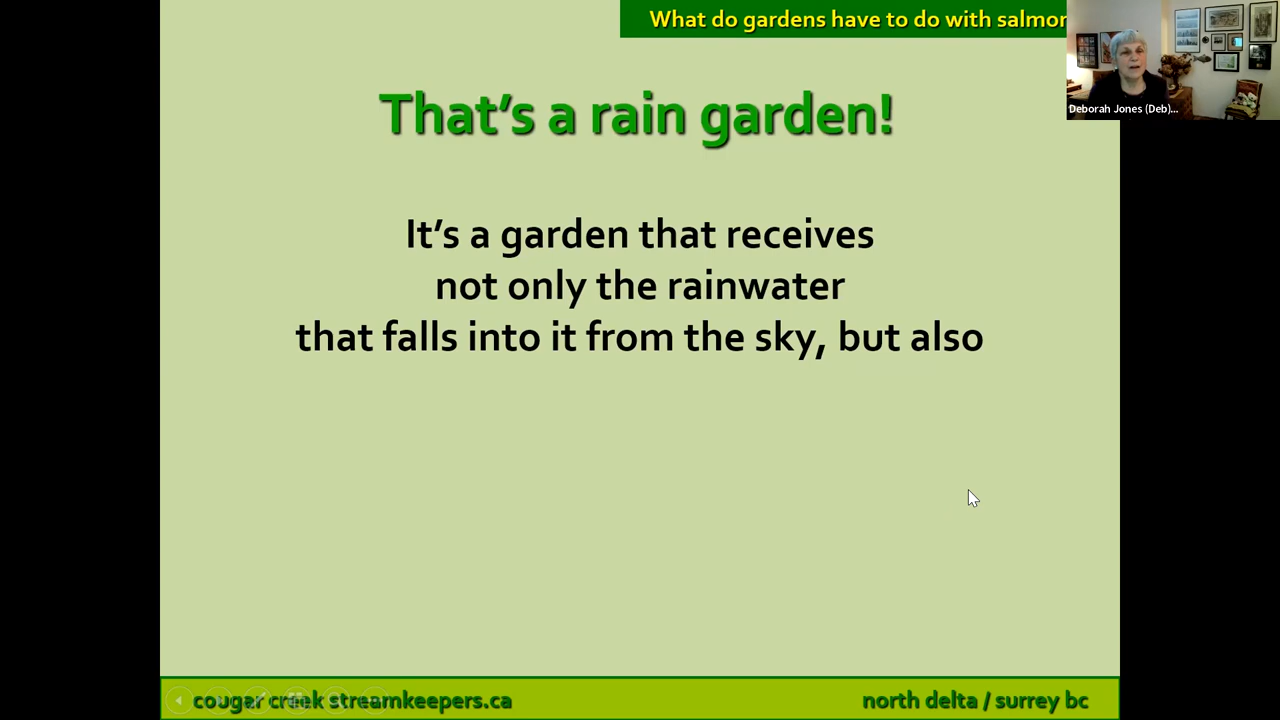 What do gardens have to do with salmon
Deborah Jones (Deb)...
That's a rain garden!
It's a garden that receives
not only the rainwater
that falls into it from the sky, but also
cougar creek streamkeepers.ca
north delta / surrey bc